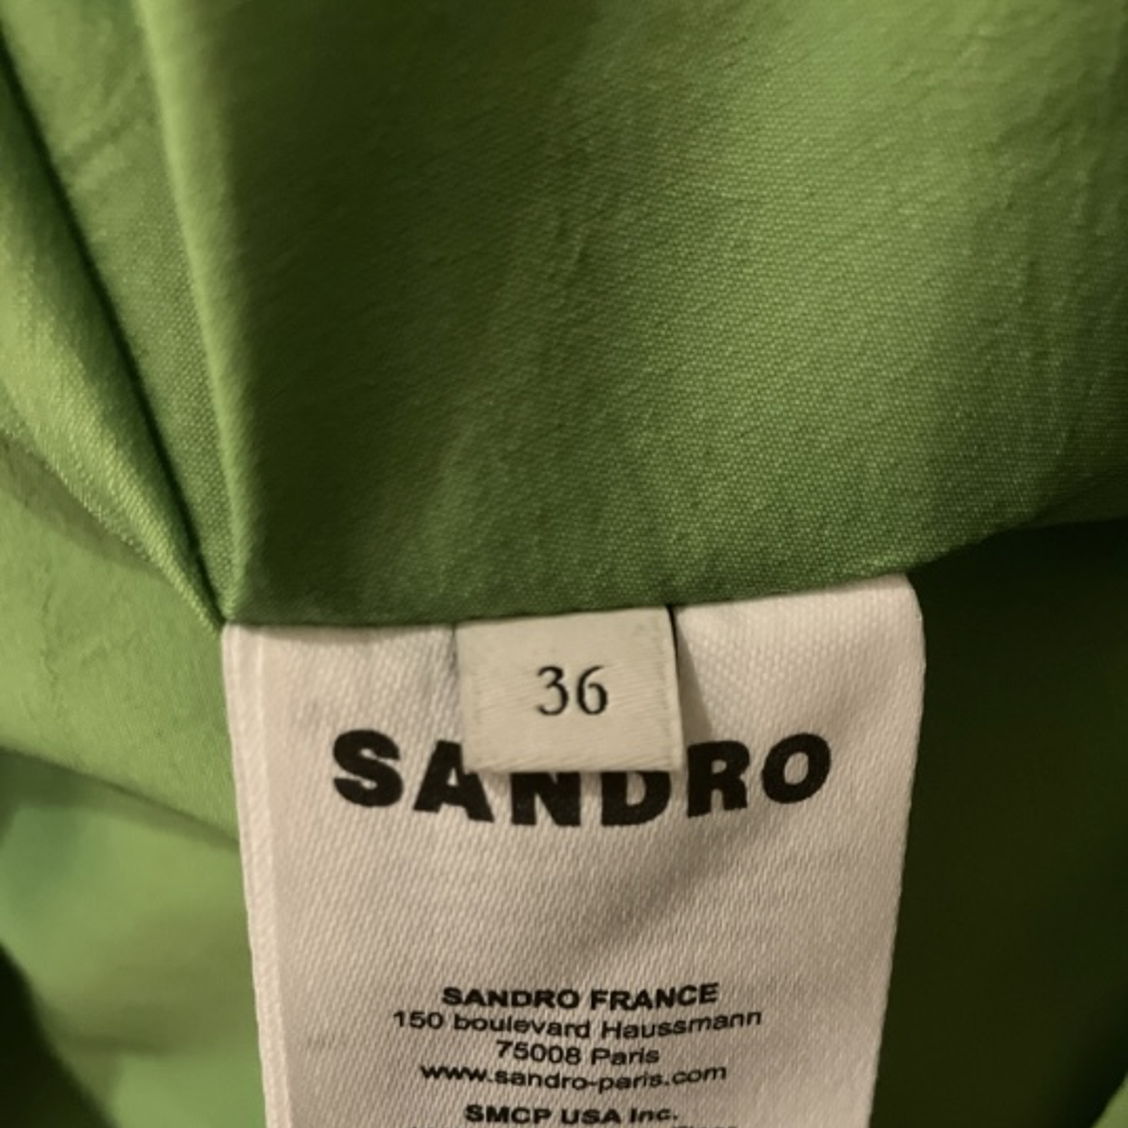 36
SANDRO
SANDRO FRANCE
150 boulevard Haussmann
75008 Paris
www.sandro-paris.com
SMCP USA Inc.